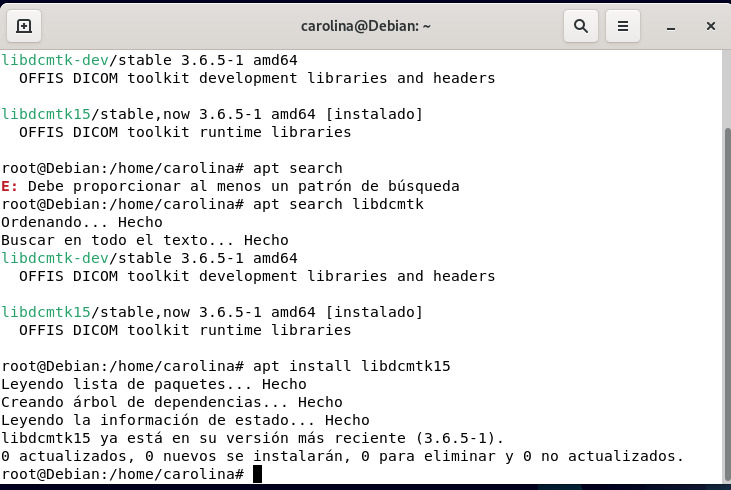 carolina@Debian: ~
libdcmtk-dev/stable 3.6.5-1 amd64
  OFFIS DICOM toolkit development libraries and headers

libdcmtk15/stable,now 3.6.5-1 amd64 [instalado]
  OFFIS DICOM toolkit runtime libraries

root@Debian:/home/carolina# apt search
E: Debe proporcionar al menos un patrón de búsqueda
root@Debian:/home/carolina# apt search libdcmtk
Ordenando... Hecho
Buscar en todo el texto... Hecho
libdcmtk-dev/stable 3.6.5-1 amd64
  OFFIS DICOM toolkit development libraries and headers

libdcmtk15/stable,now 3.6.5-1 amd64 [instalado]
  OFFIS DICOM toolkit runtime libraries

root@Debian:/home/carolina# apt install libdcmtk15
Leyendo lista de paquetes... Hecho
Creando árbol de dependencias... Hecho
Leyendo la información de estado... Hecho
libdcmtk15 ya está en su versión más reciente (3.6.5-1).
0 actualizados, 0 nuevos se instalarán, 0 para eliminar y 0 no actualizados.
root@Debian:/home/carolina#